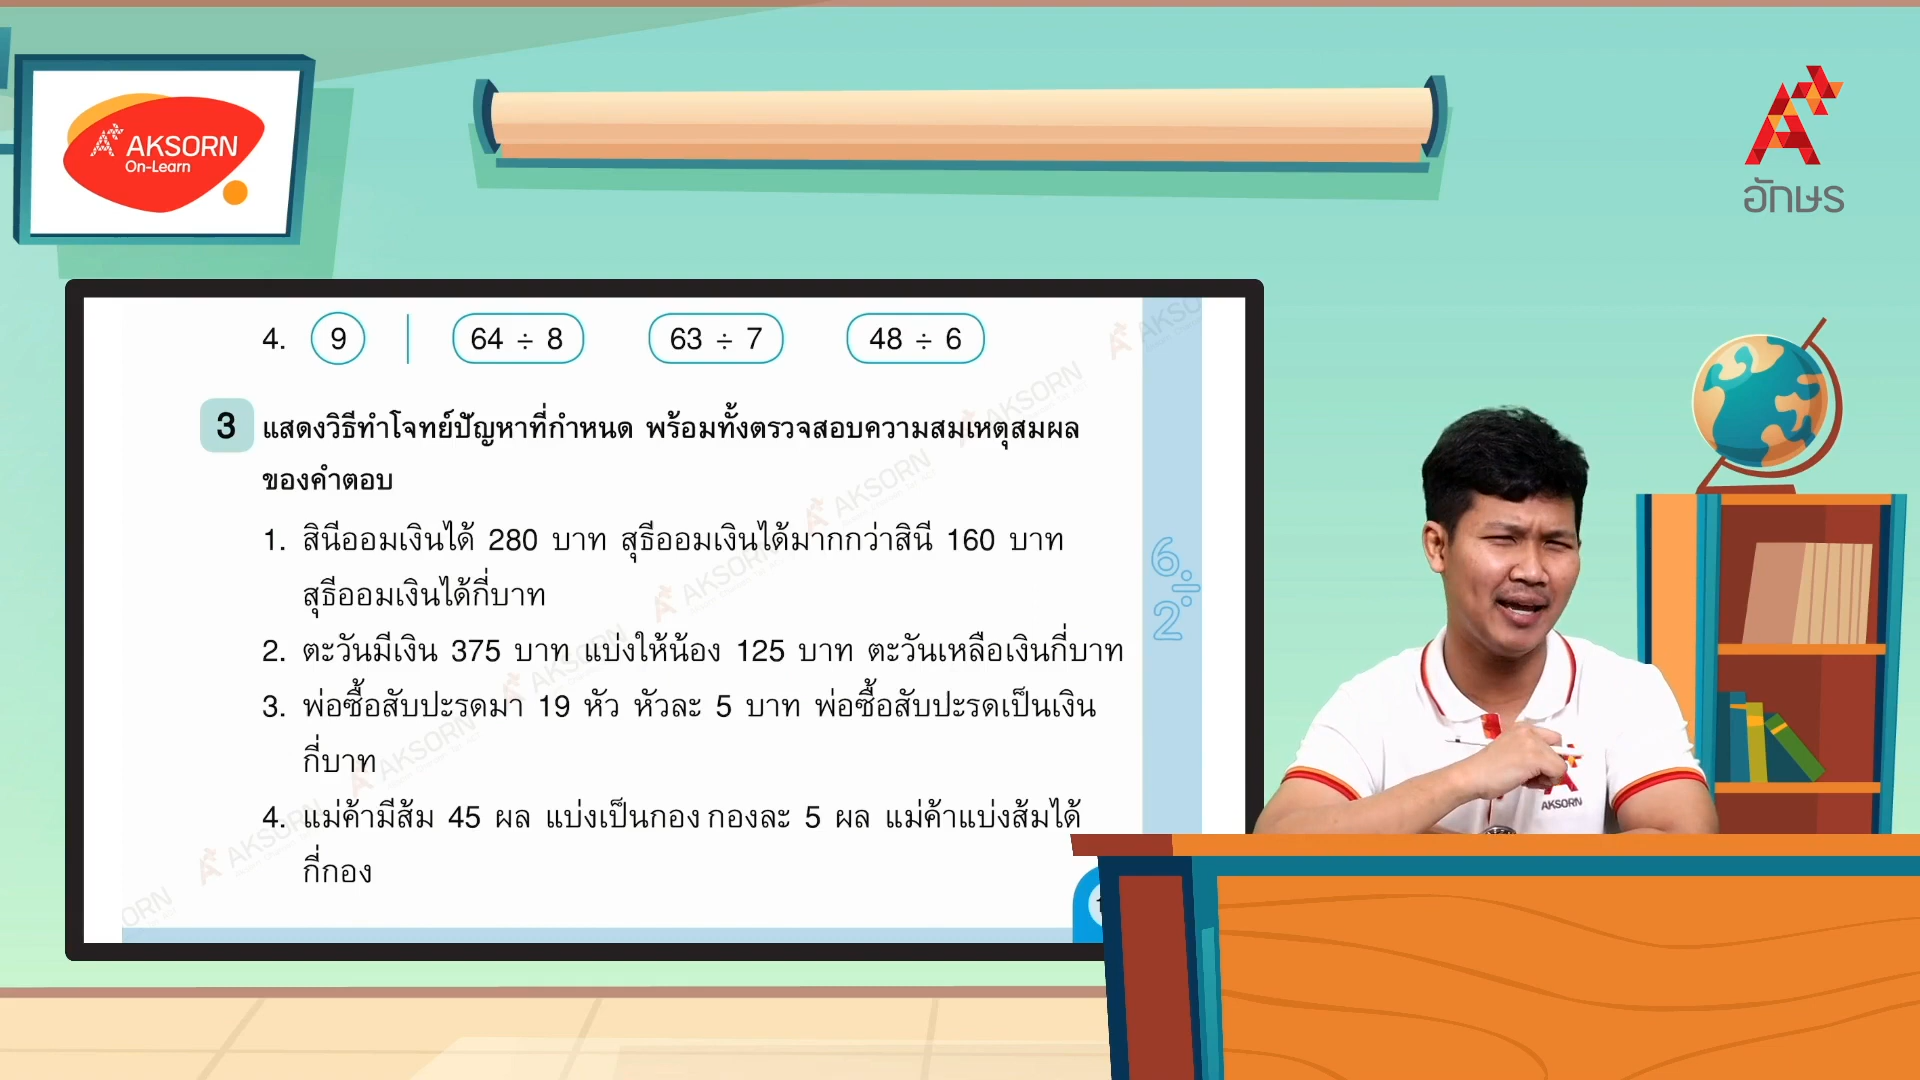 AKSORN
On-Learn
อักษร
4. 9 64 ÷ 8 63 ÷ 7 48 ÷ 6
3 แสดงวิธีทำโจทย์ปัญหาที่กำหนด พร้อมทั้งตรวจสอบความสมเหตุสมผล
ของคำตอบ
1. สินีออมเงินได้ 280 บาท สุธีออมเงินได้มากกว่าสินี 160 บาท
สุธีออมเงินได้กี่บาท
2. ตะวันมีเงิน 375 บาท แบ่งให้น้อง 125 บาท ตะวันเหลือเงินกี่บาท
3. พ่อซื้อสับปะรดมา 19 หัว หัวละ 5 บาท พ่อซื้อสับปะรดเป็นเงิน
กี่บาท
4. แม่ค้ามีส้ม 45 ผล แบ่งเป็นกอง กองละ 5 ผล แม่ค้าแบ่งส้มได้
กี่กอง
6 ÷ 2
AKSORN
AKSORN
AKSORN
AKSORN
AKSORN
AKSORN
AKSORN
AKSORN